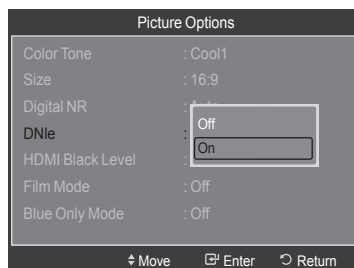 Picture Options
Color Tone : Cool1
Size : 16:9
Digital NR :
DNIe : Off
On
HDMI Black Level
Film Mode : Off
Blue Only Mode : Off
Move Enter Return